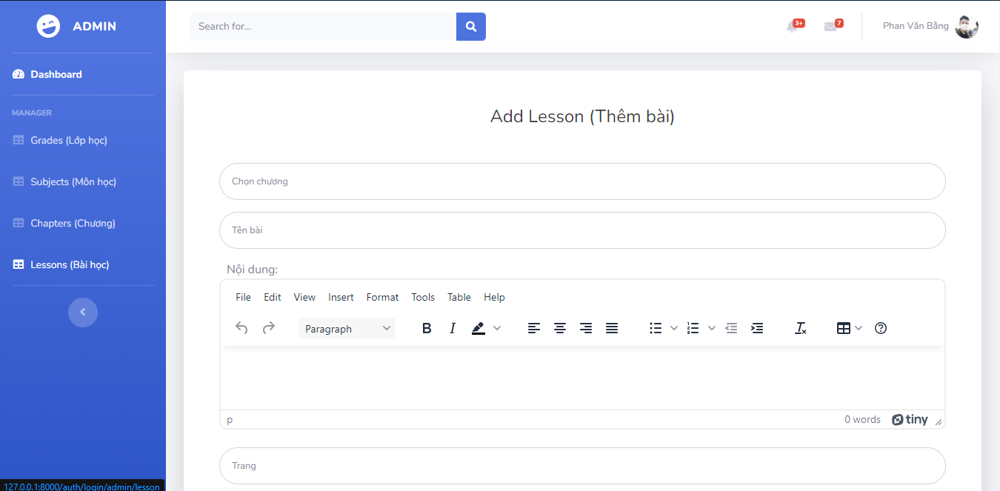 ADMIN
Search for...
3+
7
Phan Văn Bằng
Dashboard
MANAGER
Grades (Lớp học)
Subjects (Môn học)
Chapters (Chương)
Lessons (Bài học)
Add Lesson (Thêm bài)
Chọn chương
Tên bài
Nội dung:
File Edit View Insert Format Tools Table Help
Paragraph B I
p
0 words tiny
Trang
127.0.0.1:8000/auth/login/admin/lesson